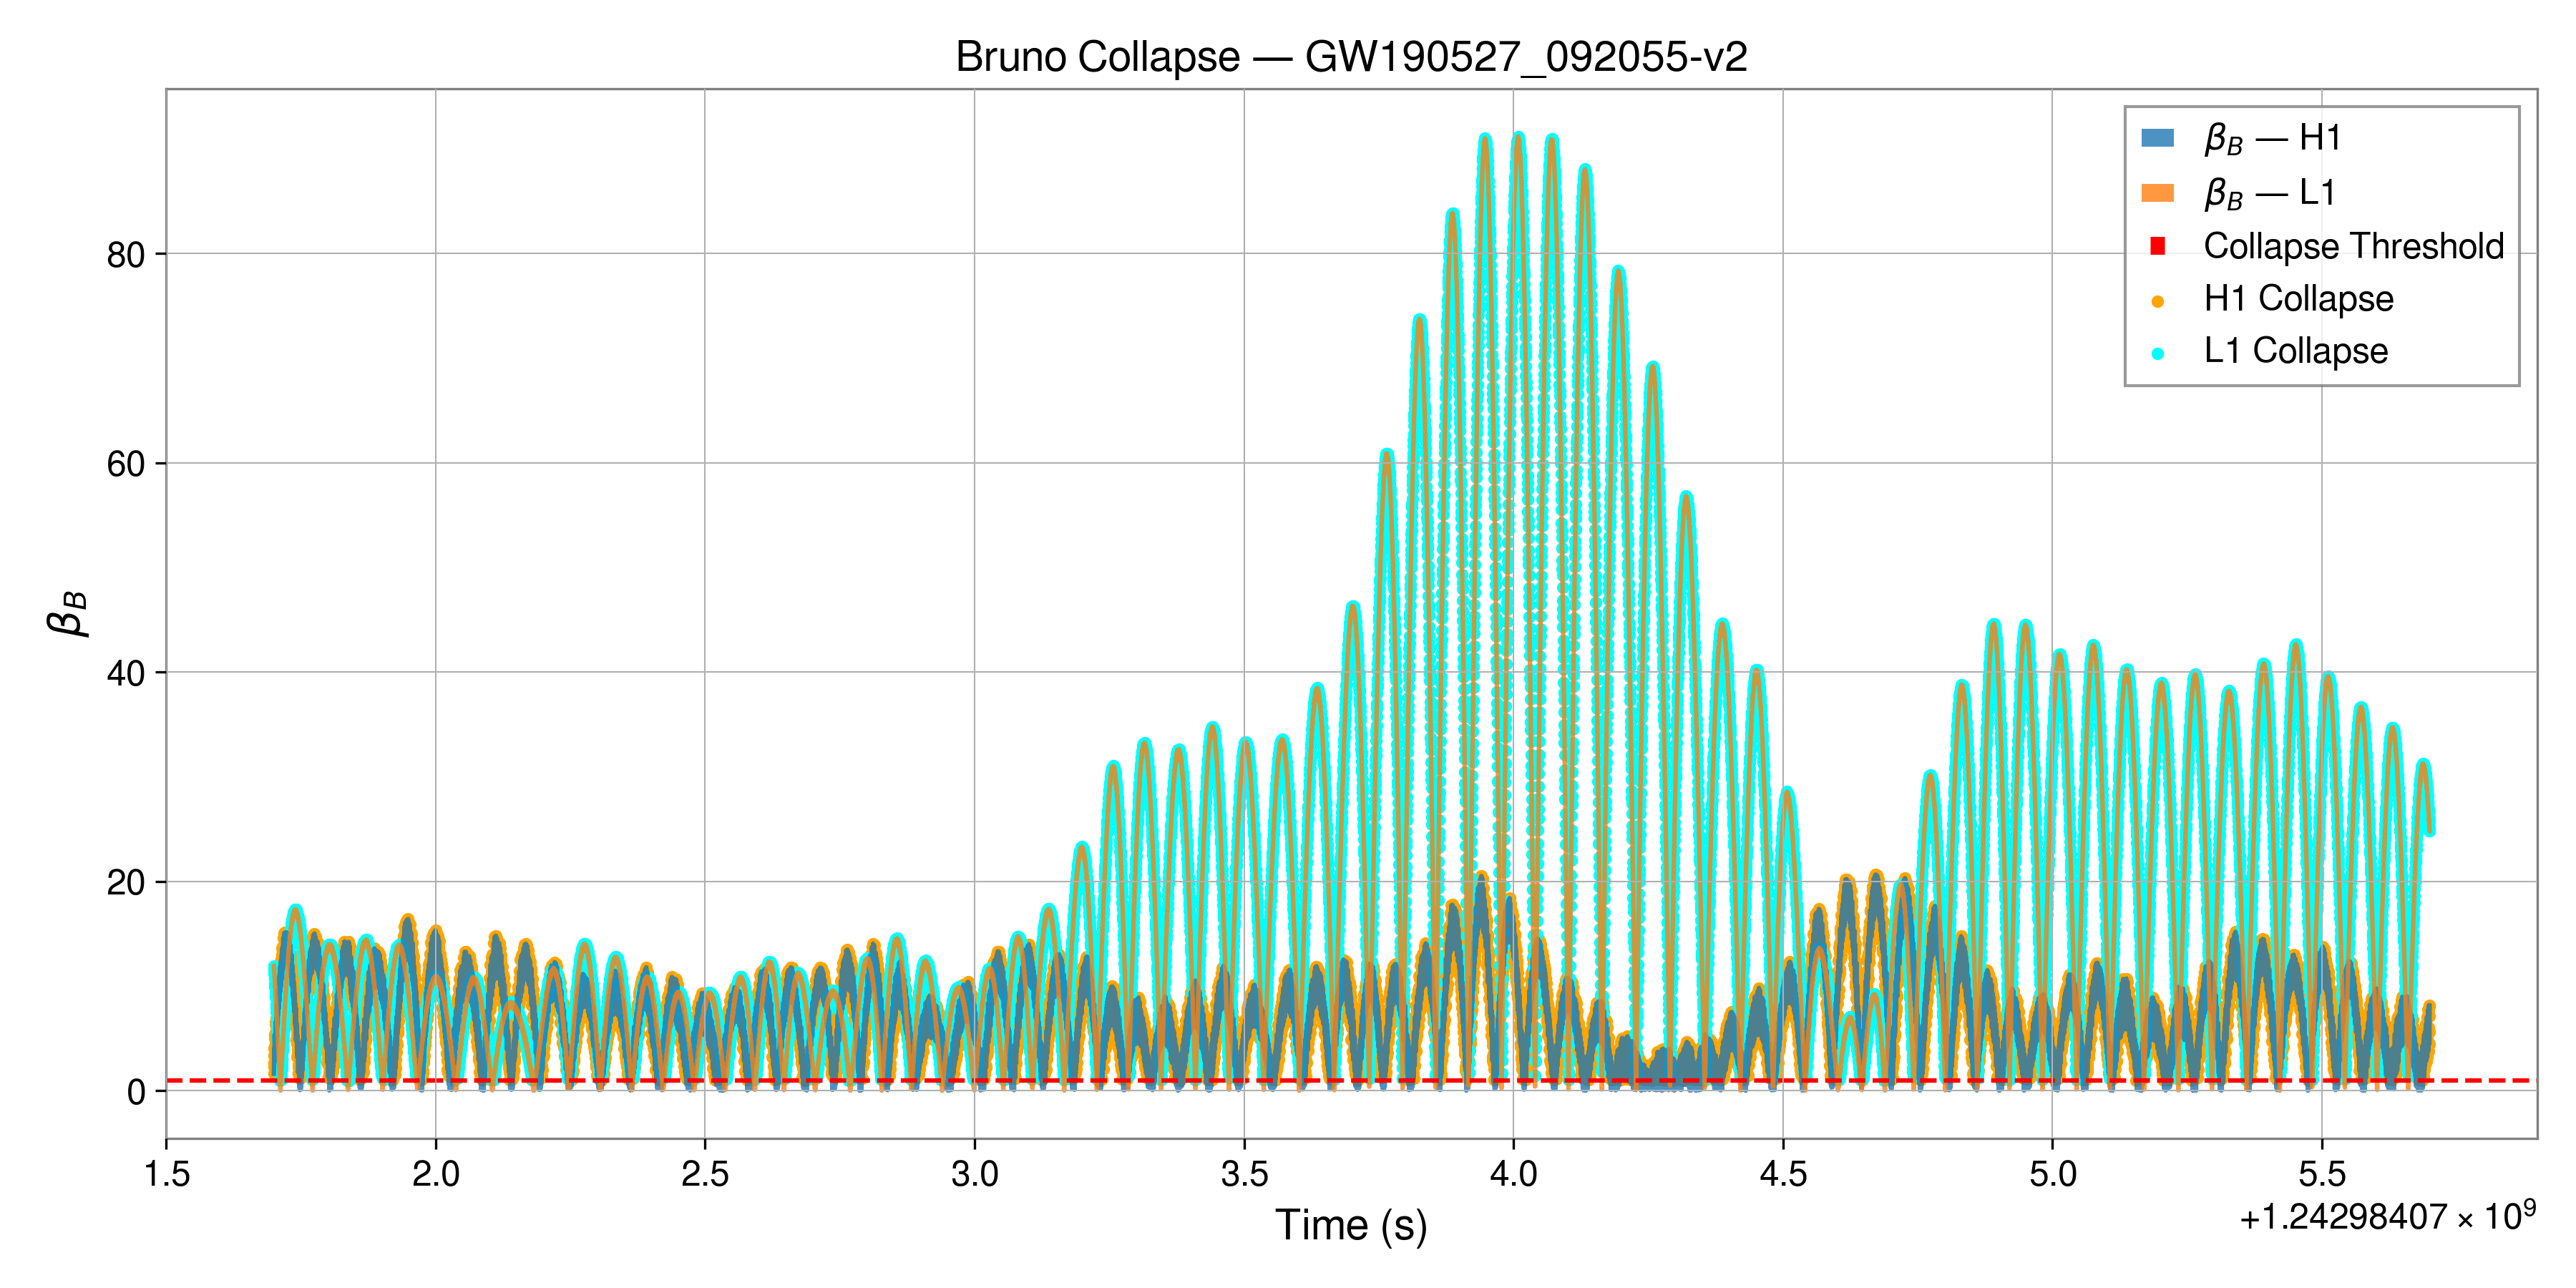 Bruno Collapse — GW190527_092055-v2
β_B — H1
β_B — L1
Collapse Threshold
H1 Collapse
L1 Collapse
β_B
80
60
40
20
0
1.5 2.0 2.5 3.0 3.5 4.0 4.5 5.0 5.5
+1.24298407 × 10⁹
Time (s)